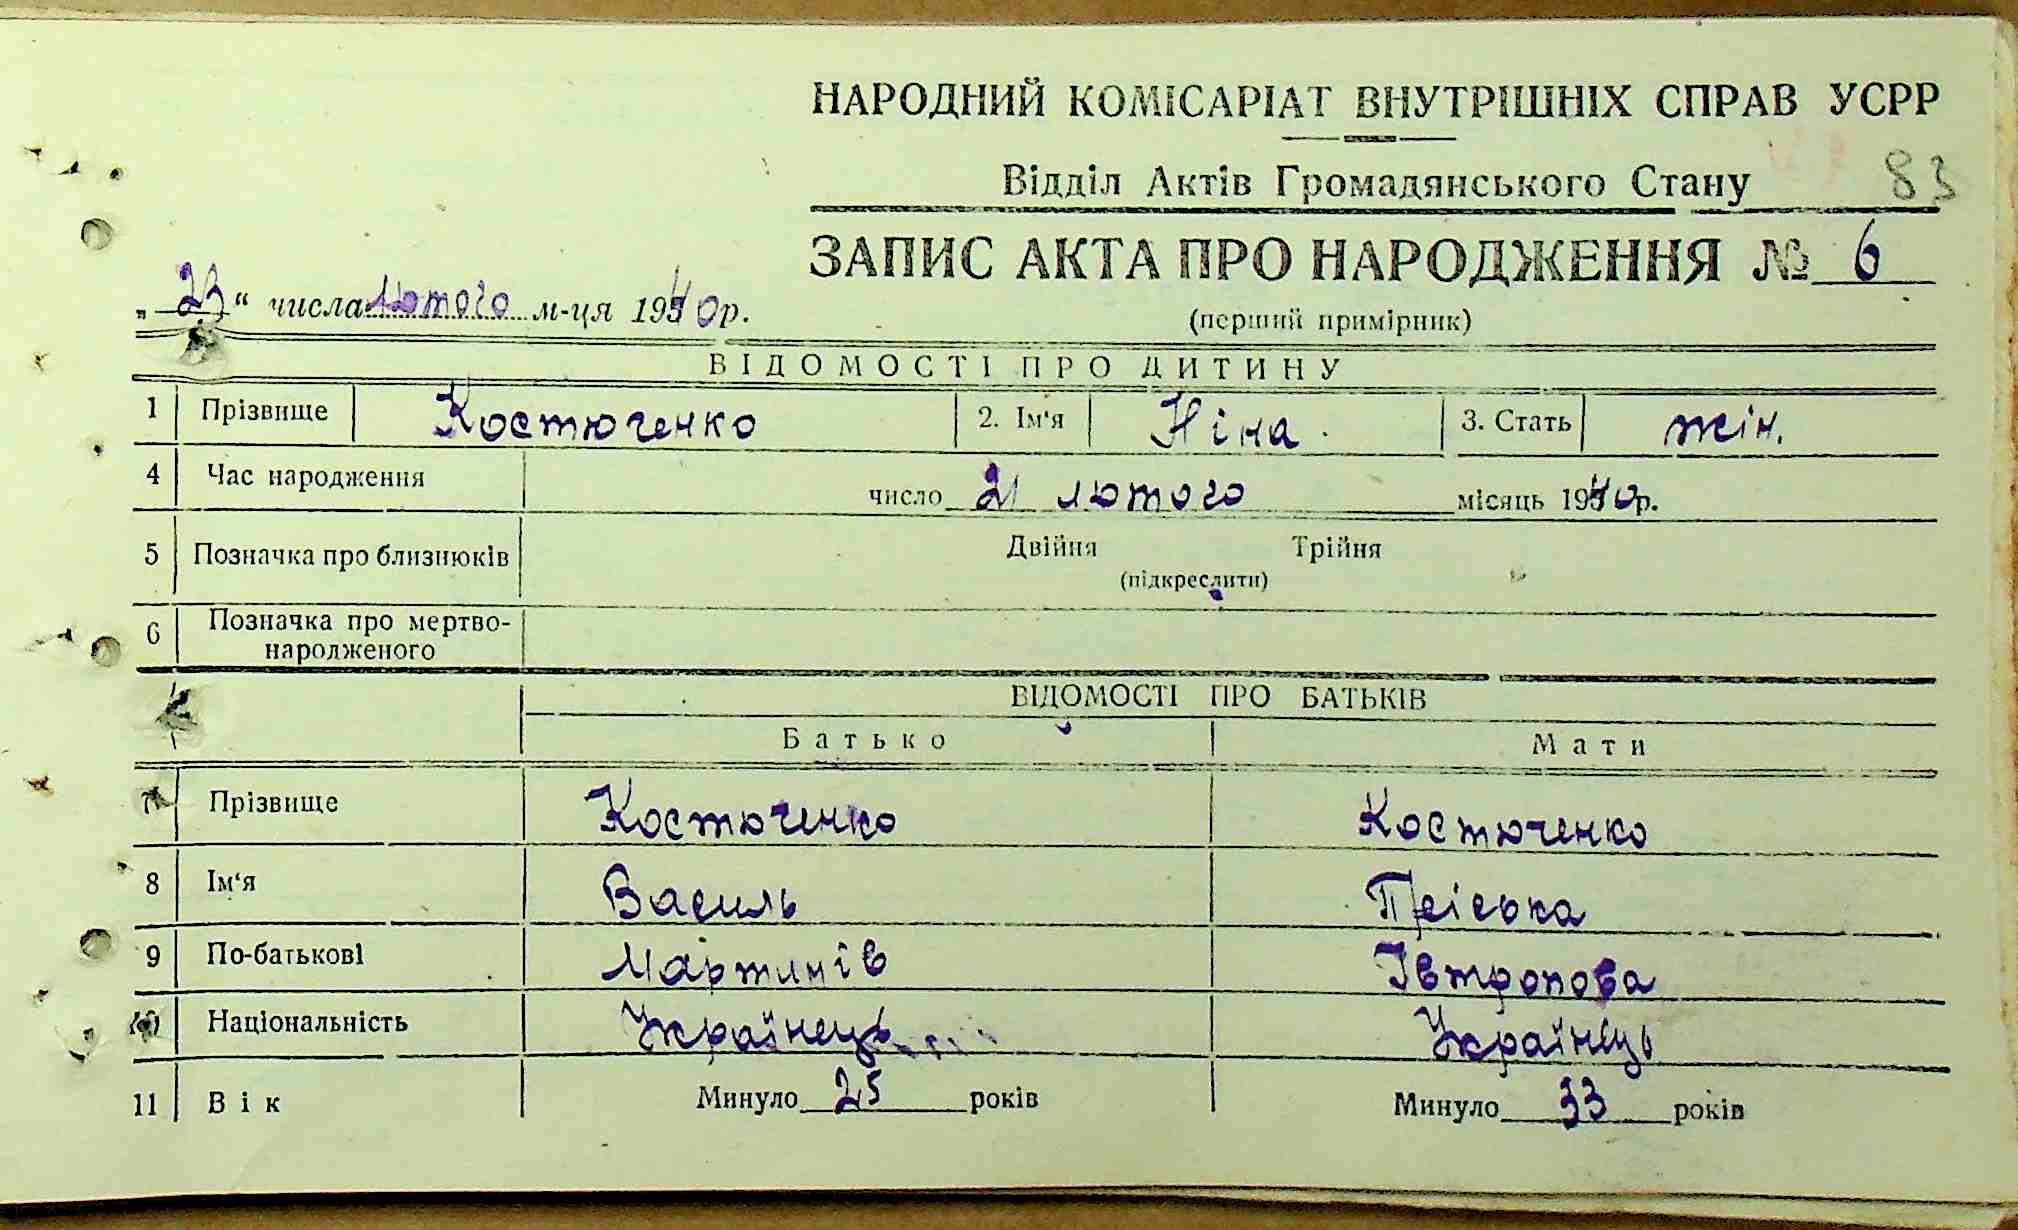 НАРОДНИЙ КОМІСАРІАТ ВНУТРІШНІХ СПРАВ УСРР
Відділ Актів Громадянського Стану 83
ЗАПИС АКТА ПРО НАРОДЖЕННЯ № 6
„23“ числа лютого м-ця 1940р.
(перший примірник)
ВІДОМОСТІ ПРО ДИТИНУ
1 Прізвище Костюченко 2. Ім‘я Ніна 3. Стать жін.
4 Час народження число 21 лютого місяць 1940р.
5 Позначка про близнюків Двійня Трійня
(підкреслити)
6 Позначка про мертво-
народженого
ВІДОМОСТІ ПРО БАТЬКІВ
Батько Мати
7 Прізвище Костюченко Костюченко
8 Ім‘я Василь Пріська
9 По-батькові Мартинів Івтропова
10 Національність Українець Українець
11 Вік Минуло 25 років Минуло 33 років